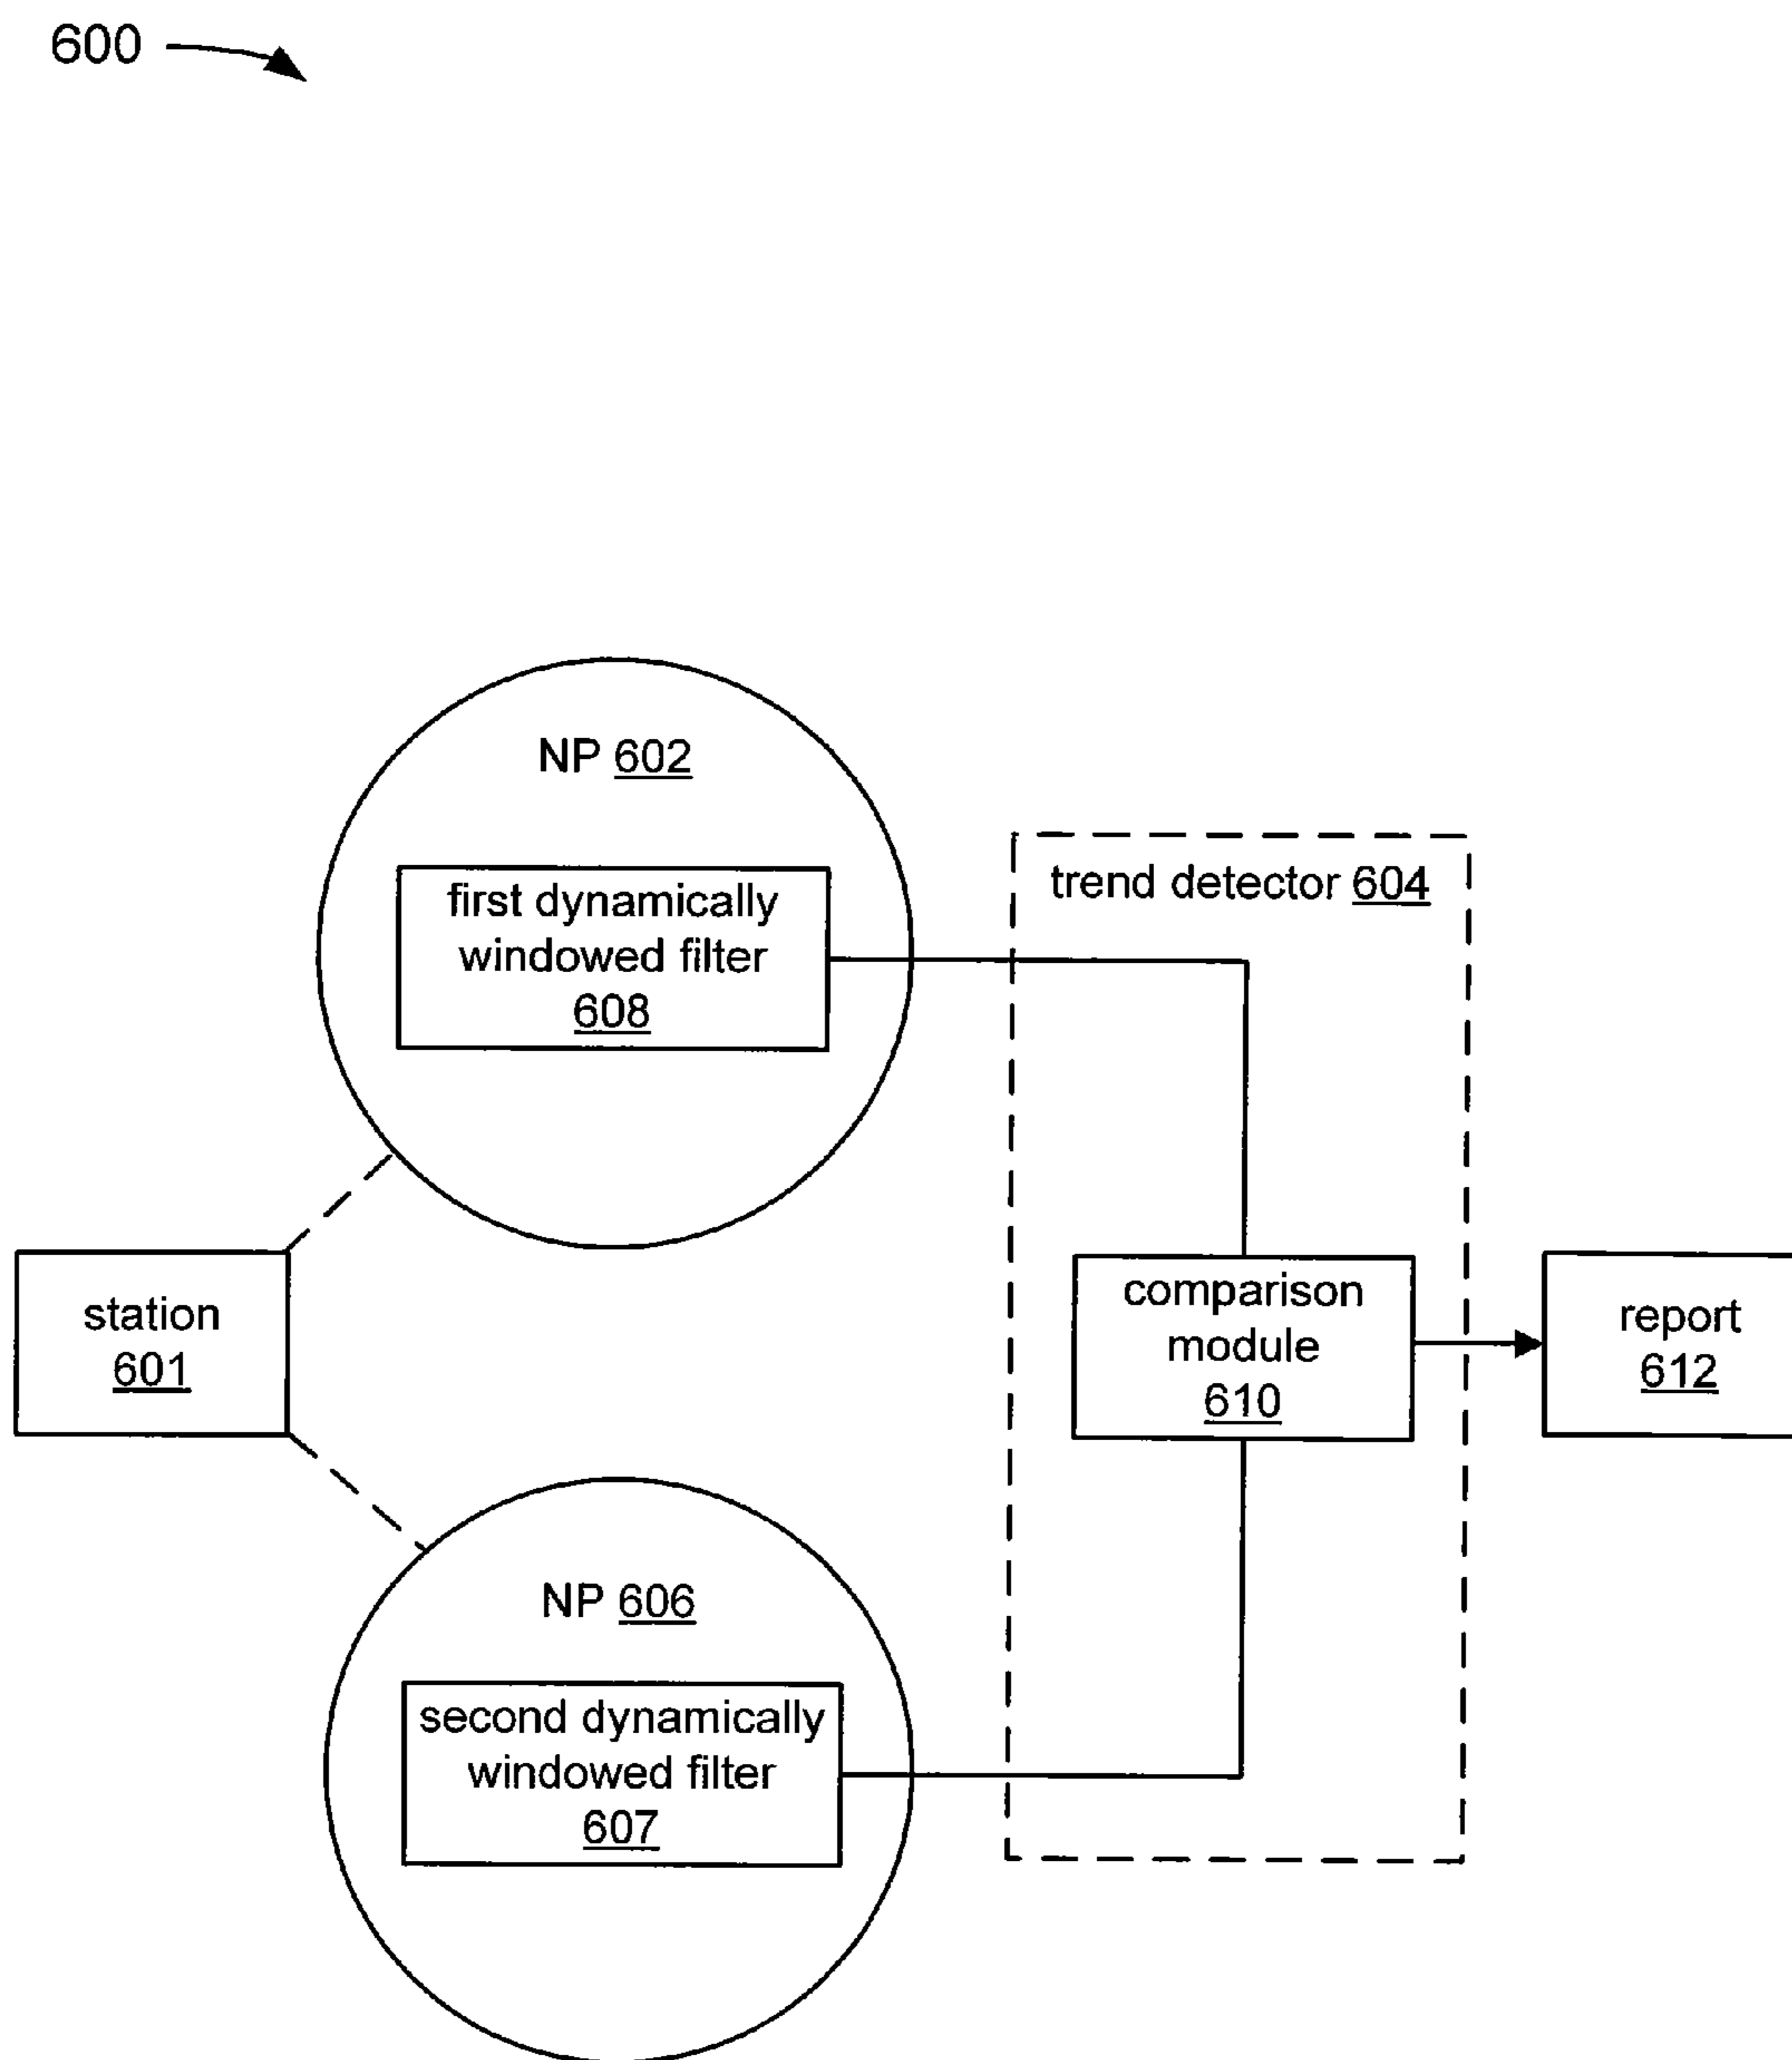 600
NP 602
first dynamically
windowed filter
608
trend detector 604
station
601
comparison
module
610
report
612
NP 606
second dynamically
windowed filter
607